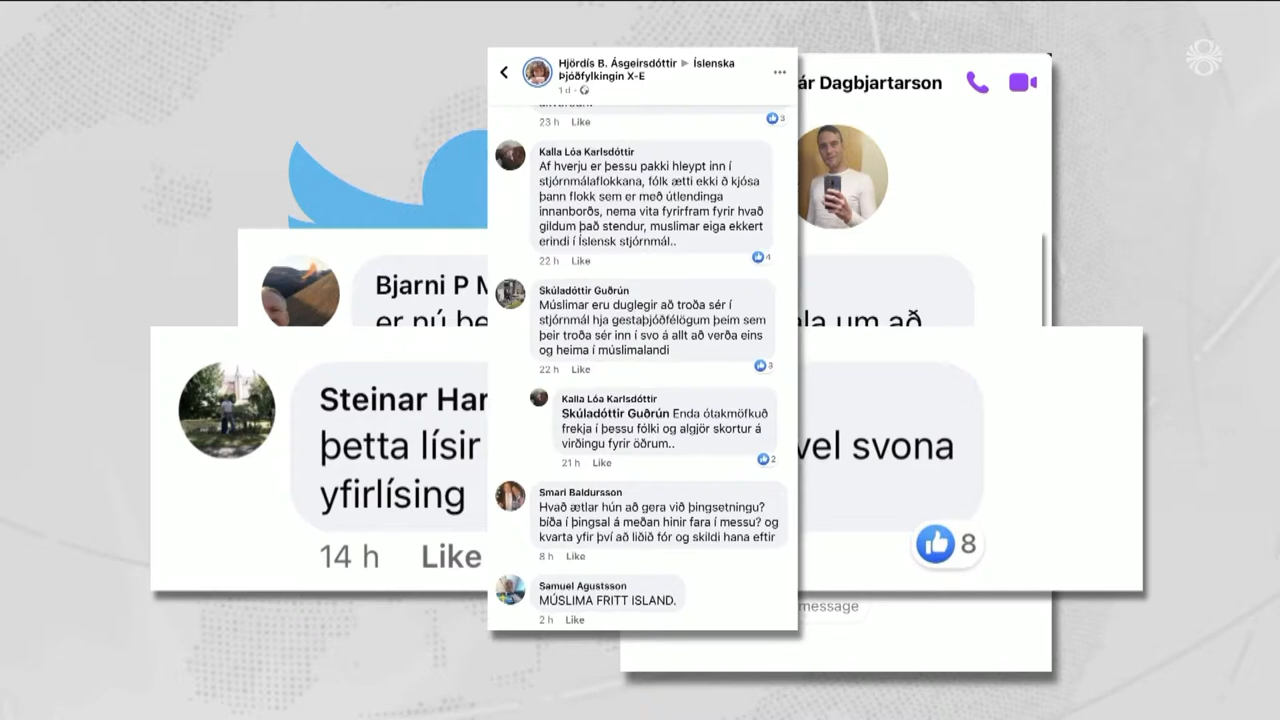 Hjördís B. Ásgeirsdóttir ▶ Íslenska
Þjóðfylkingin X-E
1 d ·
23 h Like
3
Kalla Lóa Karlsdóttir
Af hverju er þessu pakki hleypt inn í
stjórnmálaflokkana, fólk ætti ekki ð kjósa
þann flokk sem er með útlendinga
innanborðs, nema vita fyrirfram fyrir hvað
gildum það stendur, muslimar eiga ekkert
erindi í Íslensk stjórnmál..
22 h Like
4
Skúladóttir Guðrún
Múslimar eru duglegir að troða sér í
stjórnmál hja gestaþjóðfélögum þeim sem
þeir troða sér inn í svo á allt að verða eins
og heima í múslimalandi
22 h Like
3
Kalla Lóa Karlsdóttir
Skúladóttir Guðrún Enda ótakmöfkuð
frekja í þessu fólki og algjör skortur á
virðingu fyrir öðrum..
21 h Like
2
Smari Baldursson
Hvað ætlar hún að gera við þingsetningu?
bíða í þingsal á meðan hinir fara í messu? og
kvarta yfir því að liðið fór og skildi hana eftir
8 h Like
Samuel Agustsson
MÚSLIMA FRITT ISLAND.
2 h Like
ár Dagbjartarson
Bjarni P M
er nú be
ala um að
Steinar Har
þetta lísir
vel svona
yfirlísing
14 h Like
8
message